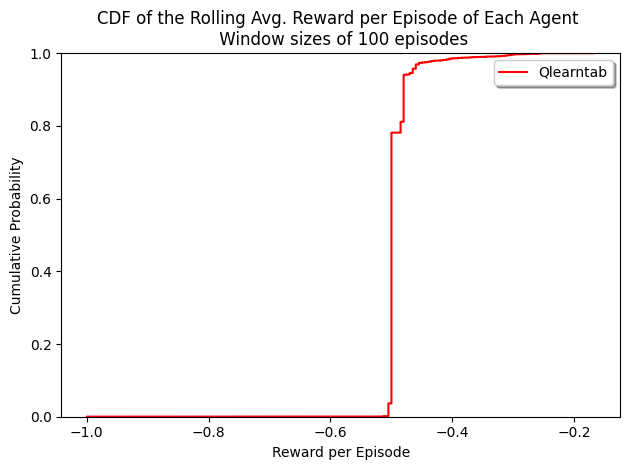 CDF of the Rolling Avg. Reward per Episode of Each Agent
Window sizes of 100 episodes
1.0
0.8
0.6
0.4
0.2
0.0
Cumulative Probability
Qlearntab
−1.0 −0.8 −0.6 −0.4 −0.2
Reward per Episode